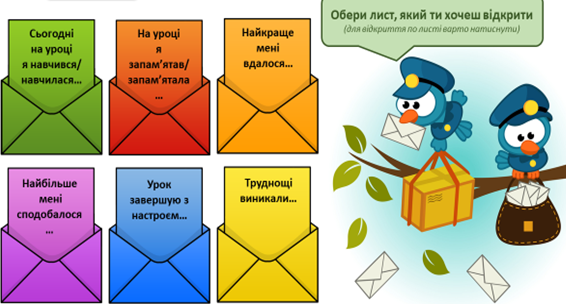 Сьогодні
на уроці
я навчився/
навчилася…
На уроці
я
запам’ятав/
запам’ятала
…
Найкраще
мені
вдалося…
Обери лист, який ти хочеш відкрити
(для відкриття по листі варто натиснути)
Найбільше
мені
сподобалося
…
Урок
завершую з
настроєм…
Труднощі
виникали…